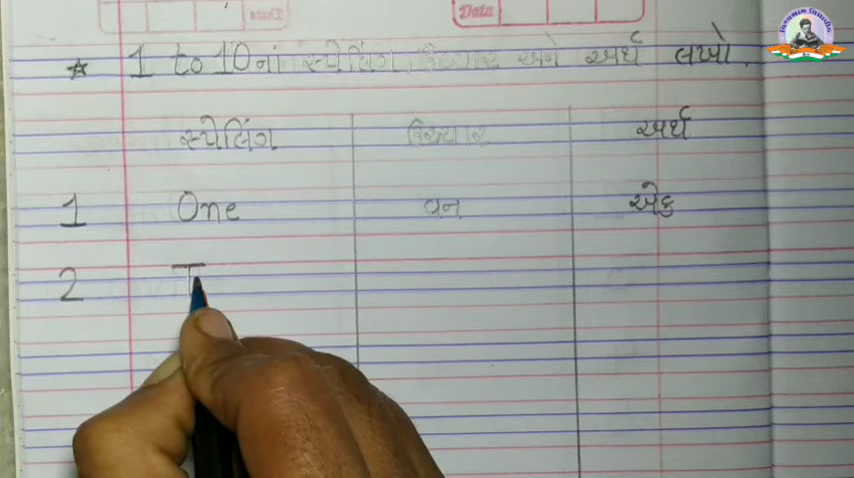 Date
★ 1 to 10નાં સ્પેલિંગ, ઉચ્ચાર અને અર્થ લખો.
સ્પેલિંગ ઉચ્ચાર અર્થ
1 One વન એક
2 T